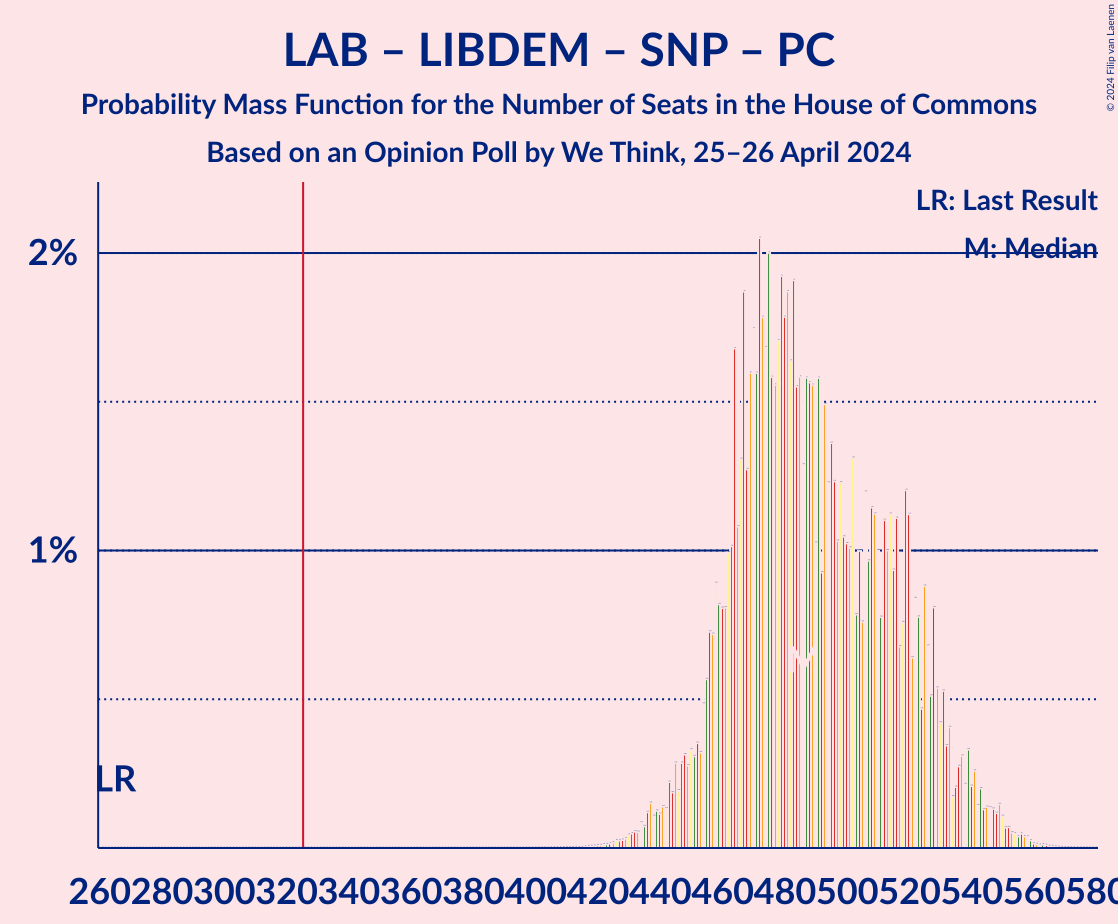 © 2024 Filip van Laenen
LAB – LIBDEM – SNP – PC
Probability Mass Function for the Number of Seats in the House of Commons
Based on an Opinion Poll by We Think, 25–26 April 2024
LR: Last Result
M: Median
2%
1%
M
LR
260280300320340360380400420440460480500520540560580